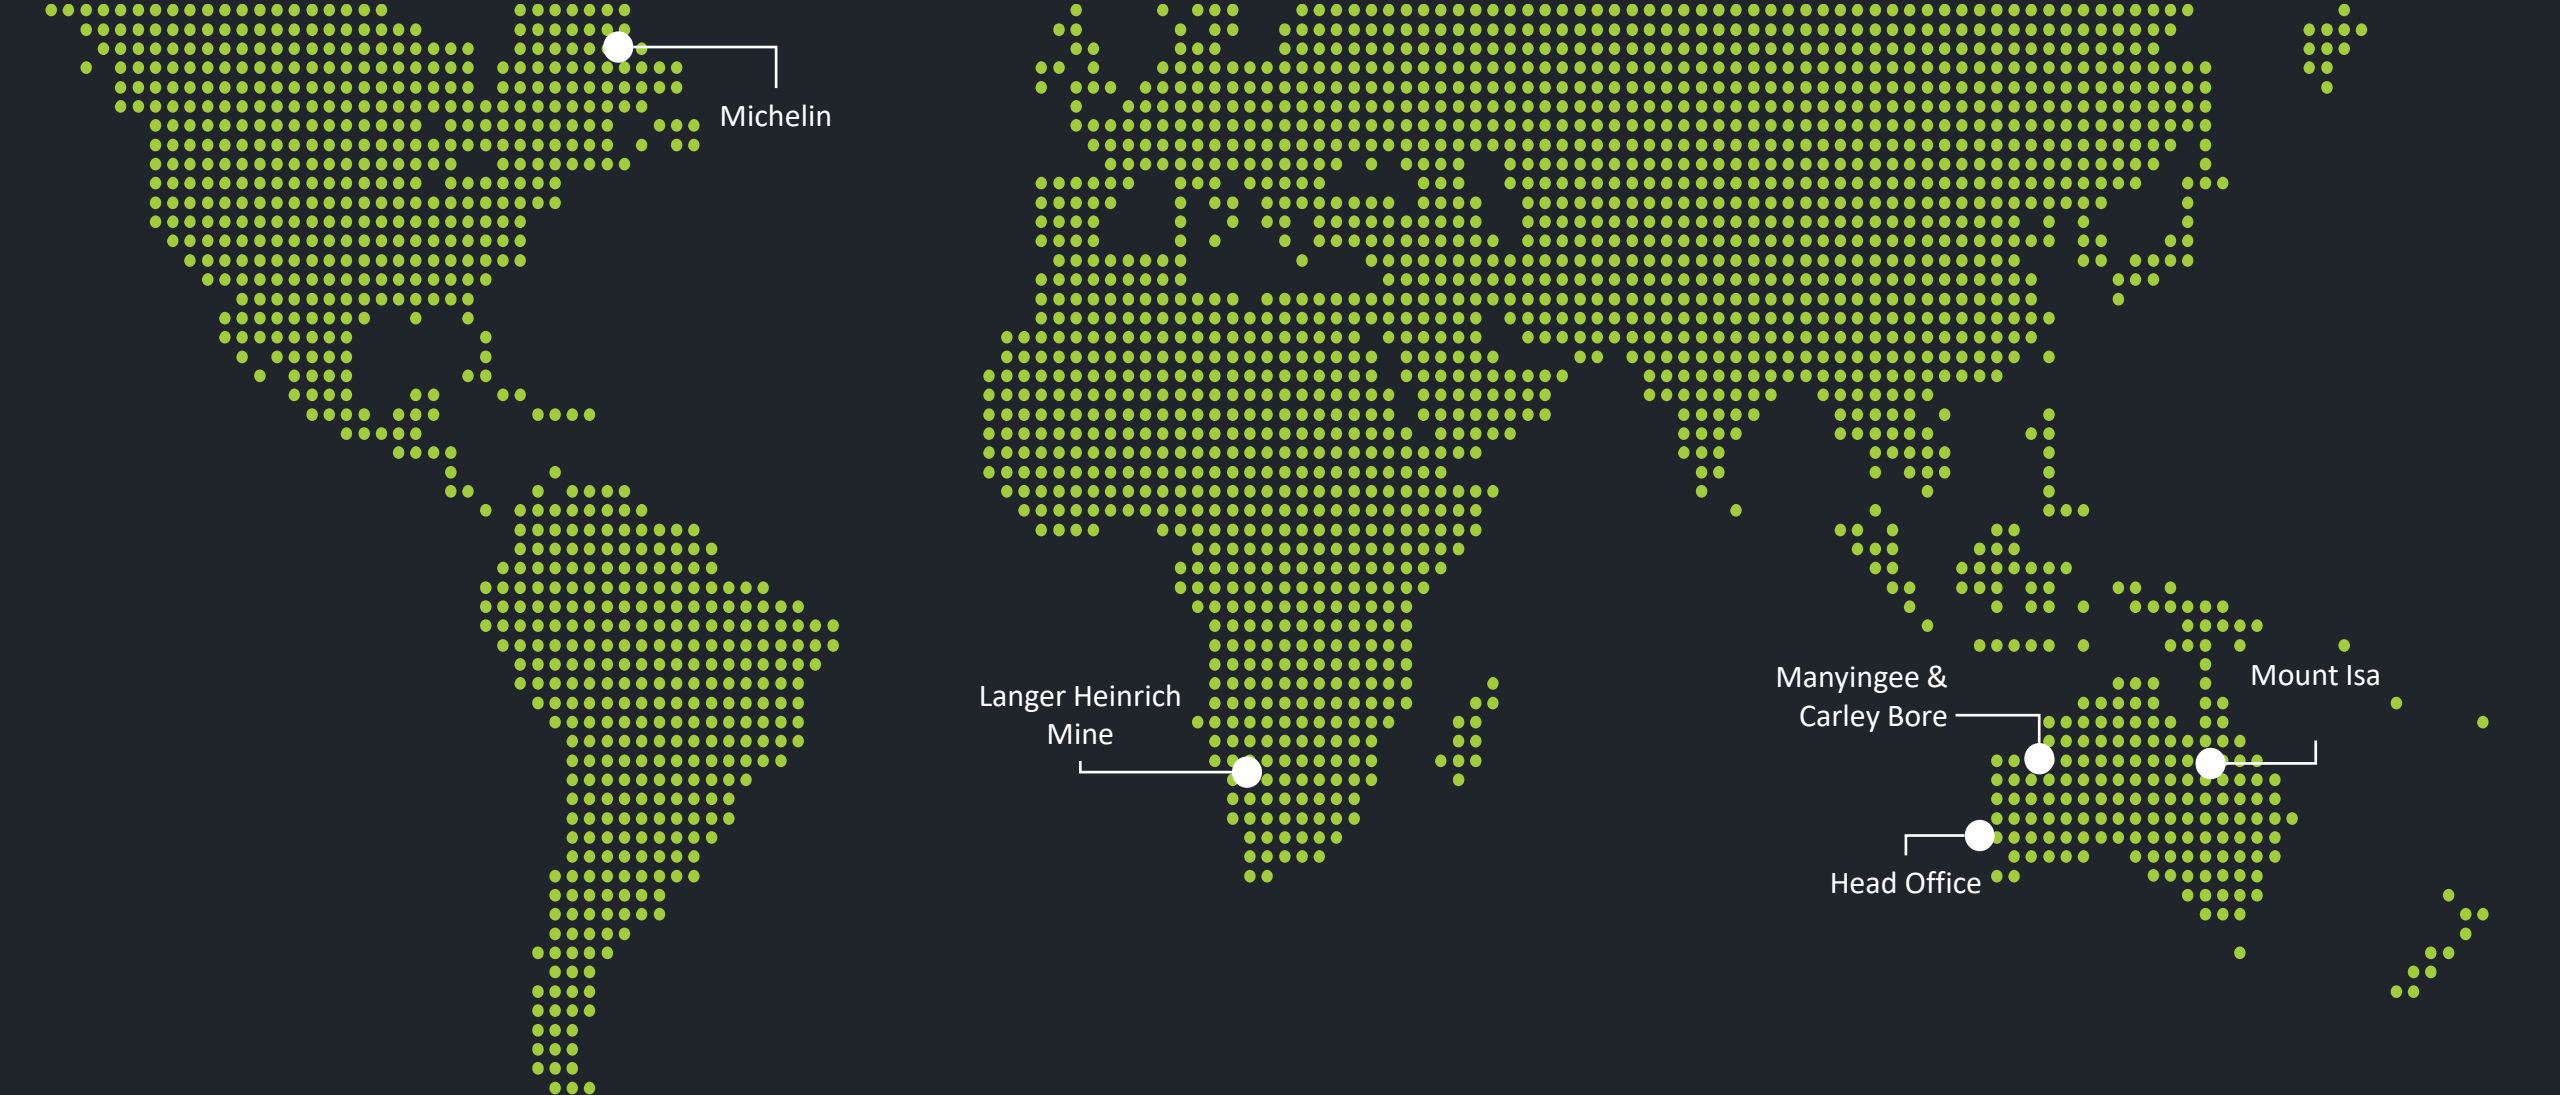 Michelin
Langer Heinrich
Mine
Manyingee &
Carley Bore
Mount Isa
Head Office